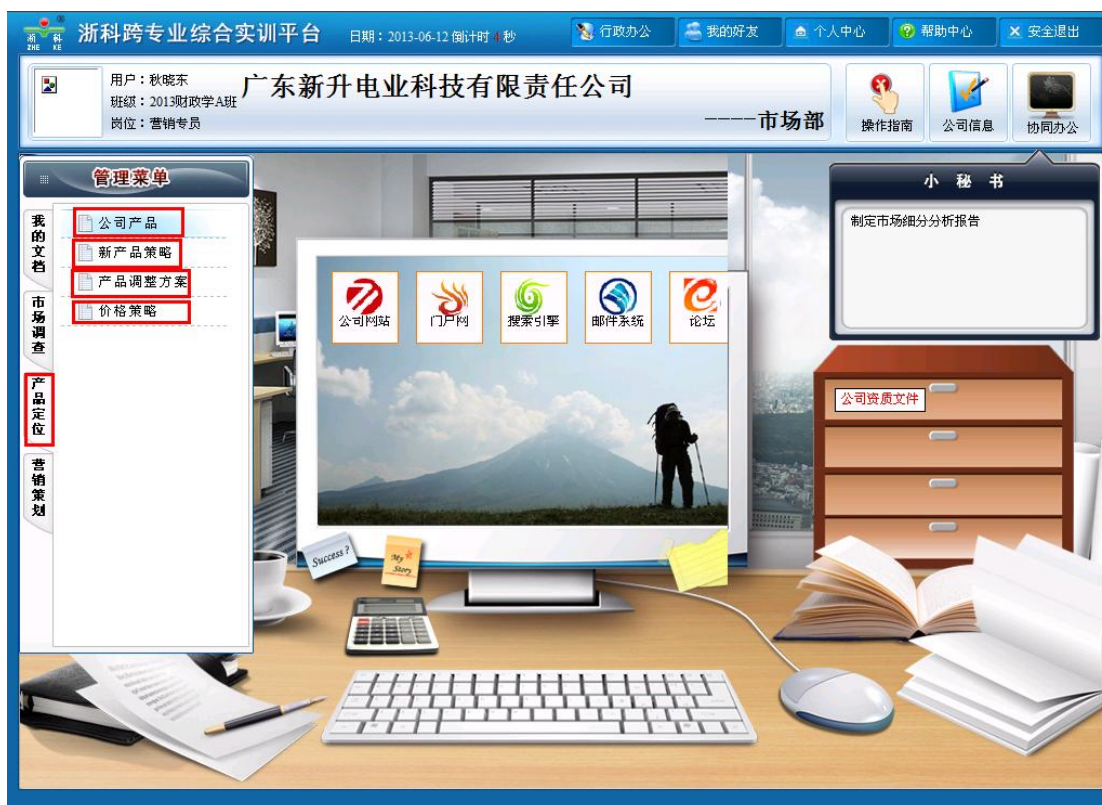 浙科
ZHE KE
浙科跨专业综合实训平台
日期：2013-06-12 倒计时 4 秒
行政办公
我的好友
个人中心
帮助中心
安全退出
用户：秋晓东
班级：2013财政学A班
岗位：营销专员
广东新升电业科技有限责任公司
----市场部
操作指南
公司信息
协同办公
管理菜单
我的文档
市场调查
产品定位
营销策划
公司产品
新产品策略
产品调整方案
价格策略
公司网站
门户网
搜索引擎
邮件系统
论坛
小 秘 书
制定市场细分分析报告
公司资质文件
Success?
My
Story